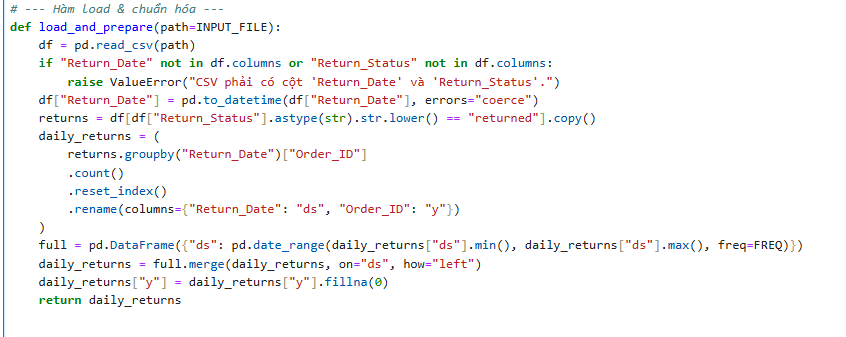 # --- Hàm load & chuẩn hóa ---
def load_and_prepare(path=INPUT_FILE):
    df = pd.read_csv(path)
    if "Return_Date" not in df.columns or "Return_Status" not in df.columns:
        raise ValueError("CSV phải có cột 'Return_Date' và 'Return_Status'.")
    df["Return_Date"] = pd.to_datetime(df["Return_Date"], errors="coerce")
    returns = df[df["Return_Status"].astype(str).str.lower() == "returned"].copy()
    daily_returns = (
        returns.groupby("Return_Date")["Order_ID"]
        .count()
        .reset_index()
        .rename(columns={"Return_Date": "ds", "Order_ID": "y"})
    )
    full = pd.DataFrame({"ds": pd.date_range(daily_returns["ds"].min(), daily_returns["ds"].max(), freq=FREQ)})
    daily_returns = full.merge(daily_returns, on="ds", how="left")
    daily_returns["y"] = daily_returns["y"].fillna(0)
    return daily_returns